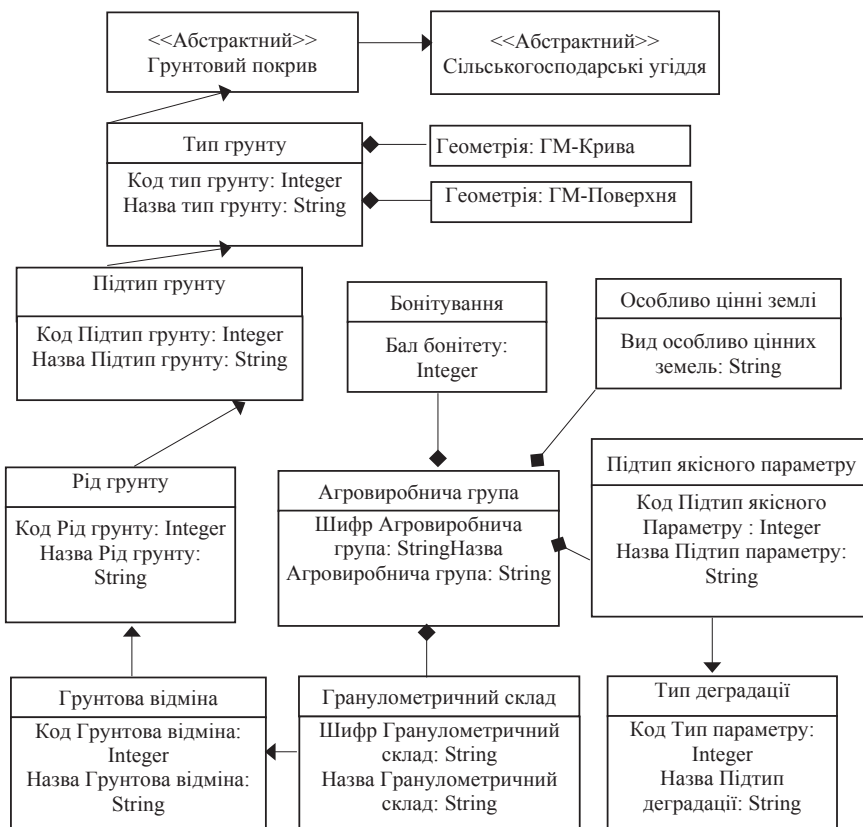 <<Абстрактний>>
Грунтовий покрив
<<Абстрактний>>
Сільськогосподарські угіддя
Тип грунту
Код тип грунту: Integer
Назва тип грунту: String
Геометрія: ГМ-Крива
Геометрія: ГМ-Поверхня
Підтип грунту
Код Підтип грунту: Integer
Назва Підтип грунту: String
Бонітування
Бал бонітету:
Integer
Особливо цінні землі
Вид особливо цінних
земель: String
Рід грунту
Код Рід грунту: Integer
Назва Рід грунту:
String
Агровиробнича група
Шифр Агровиробнича
група: StringНазва
Агровиробнича група: String
Підтип якісного параметру
Код Підтип якісного
Параметру : Integer
Назва Підтип параметру:
String
Грунтова відміна
Код Грунтова відміна:
Integer
Назва Грунтова відміна:
String
Гранулометричний склад
Шифр Гранулометричний
склад: String
Назва Гранулометричний
склад: String
Тип деградації
Код Тип параметру:
Integer
Назва Підтип
деградації: String